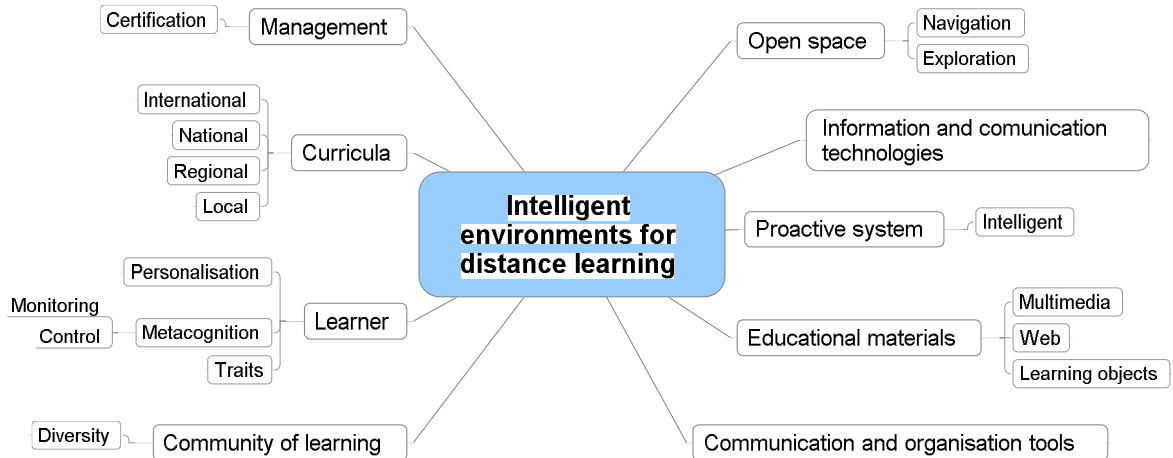 Certification
Management
International
National
Regional
Local
Curricula
Personalisation
Monitoring
Control
Metacognition
Traits
Learner
Diversity
Community of learning
Intelligent
environments for
distance learning
Open space
Navigation
Exploration
Information and comunication
technologies
Proactive system
Intelligent
Educational materials
Multimedia
Web
Learning objects
Communication and organisation tools